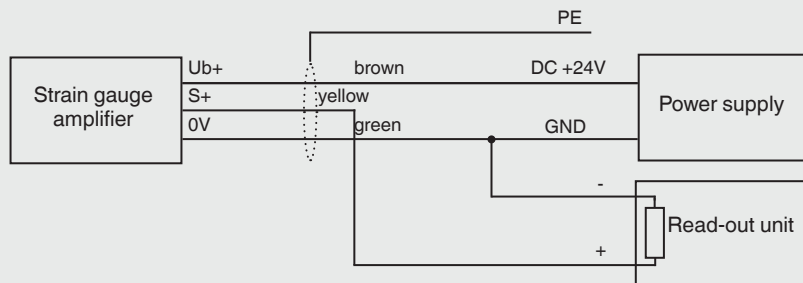 PE
Ub+ brown DC +24V
Strain gauge
amplifier
S+ yellow
Power supply
0V green GND
-
Read-out unit
+